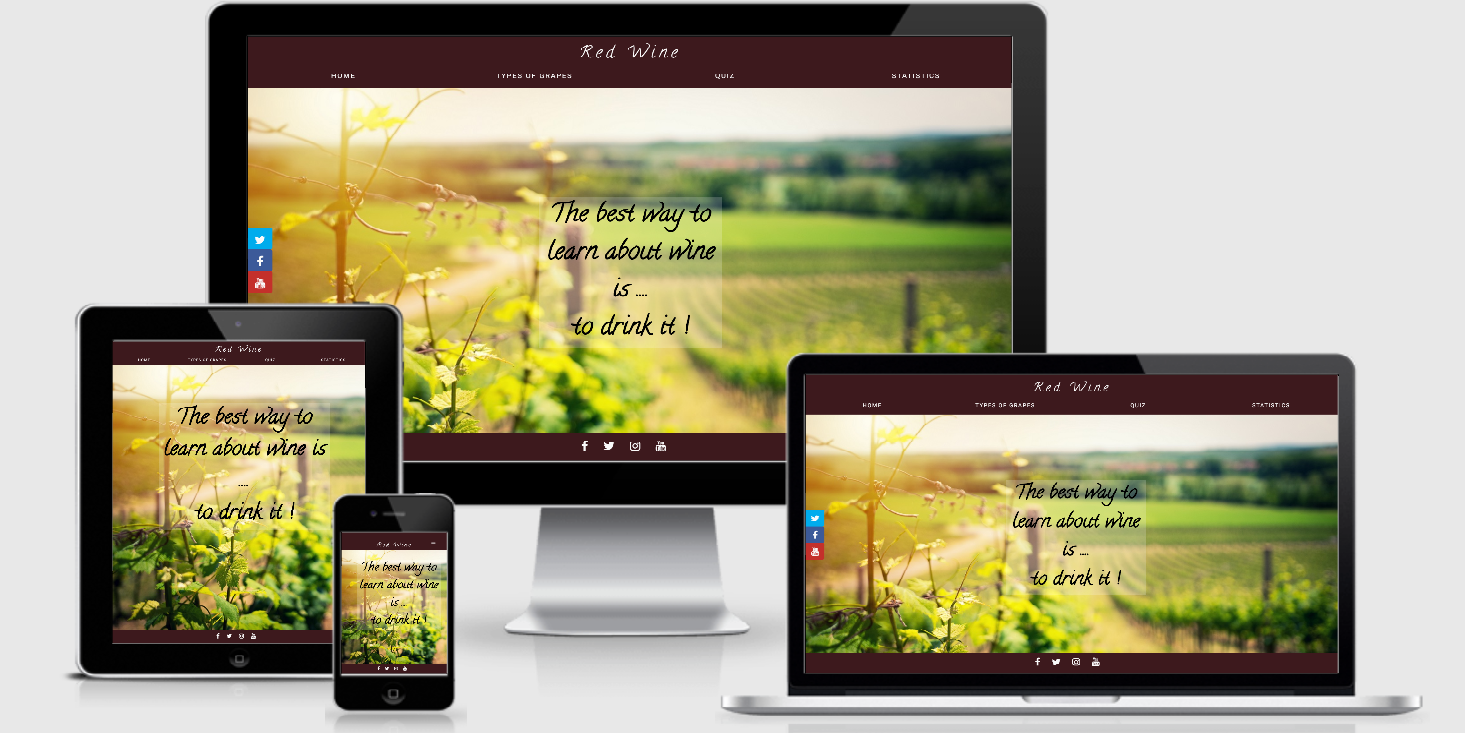 Red Wine
HOME TYPES OF GRAPES QUIZ STATISTICS
The best way to
learn about wine
is ....
to drink it !
Red Wine
HOME TYPES OF GRAPES QUIZ STATISTICS
The best way to
learn about wine is
....
to drink it !
Red Wine
The best way to
learn about wine
is ...
to drink it !
Red Wine
HOME TYPES OF GRAPES QUIZ STATISTICS
The best way to
learn about wine
is ....
to drink it !